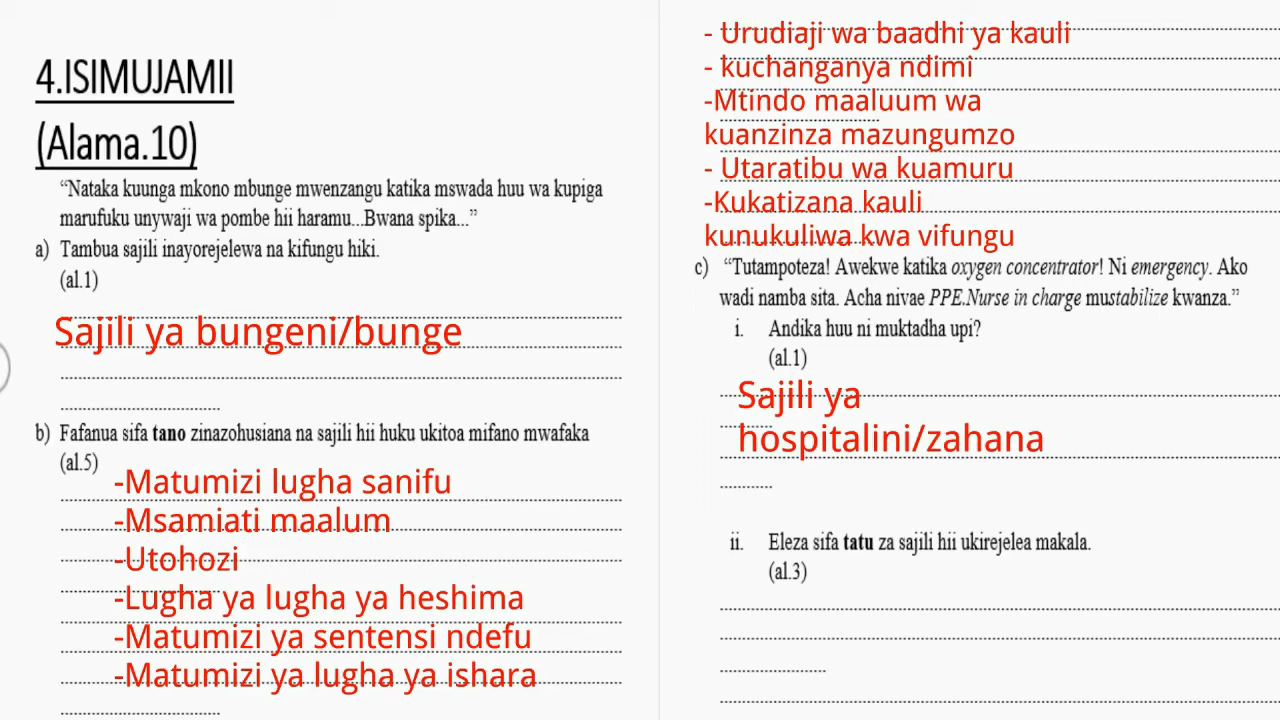 4.ISIMUJAMII
(Alama.10)
“Nataka kuunga mkono mbunge mwenzangu katika mswada huu wa kupiga
marufuku unywaji wa pombe hii haramu...Bwana spika...”
a) Tambua sajili inayorejelewa na kifungu hiki.
(al.1)
Sajili ya bungeni/bunge
b) Fafanua sifa tano zinazohusiana na sajili hii huku ukitoa mifano mwafaka
(al.5)
-Matumizi lugha sanifu
-Msamiati maalum
-Utohozi
-Lugha ya lugha ya heshima
-Matumizi ya sentensi ndefu
-Matumizi ya lugha ya ishara
- Urudiaji wa baadhi ya kauli
- kuchanganya ndimi
-Mtindo maaluum wa
kuanzinza mazungumzo
- Utaratibu wa kuamuru
-Kukatizana kauli
kunukuliwa kwa vifungu
c) “Tutampoteza! Awekwe katika oxygen concentrator! Ni emergency. Ako
wadi namba sita. Acha nivae PPE.Nurse in charge mustabilize kwanza.”
i. Andika huu ni muktadha upi?
(al.1)
Sajili ya
hospitalini/zahana
ii. Eleza sifa tatu za sajili hii ukirejelea makala.
(al.3)